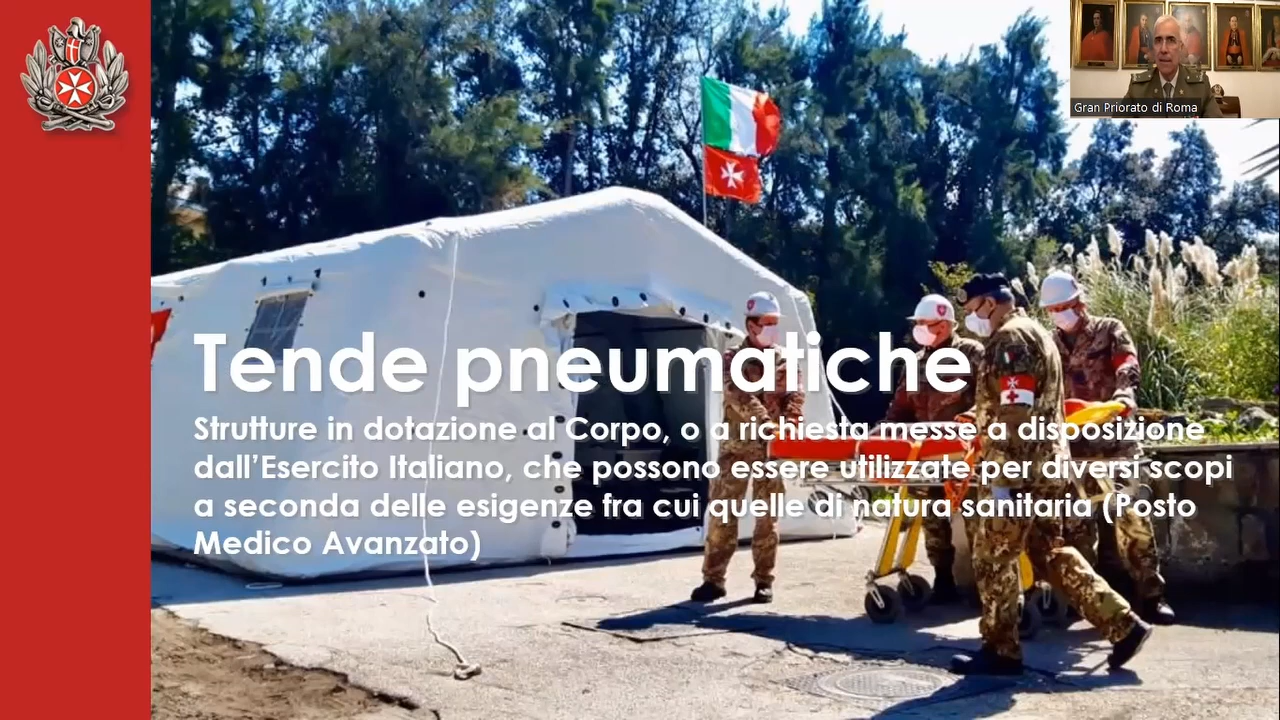 Gran Priorato di Roma
Tende pneumatiche
Strutture in dotazione al Corpo, o a richiesta messe a disposizione
dall’Esercito Italiano, che possono essere utilizzate per diversi scopi
a seconda delle esigenze fra cui quelle di natura sanitaria (Posto
Medico Avanzato)